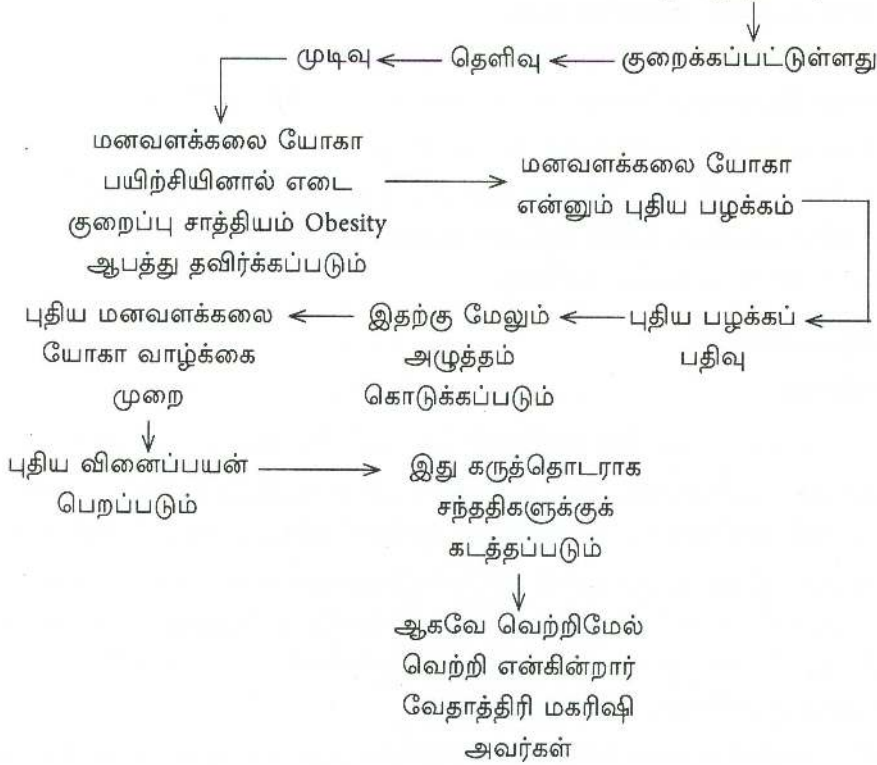 முடிவு ← தெளிவு ← குறைக்கப்பட்டுள்ளது
மனவளக்கலை யோகா
பயிற்சியினால் எடை
குறைப்பு சாத்தியம் Obesity
ஆபத்து தவிர்க்கப்படும்
மனவளக்கலை யோகா
என்னும் புதிய பழக்கம்
புதிய பழக்கப்
பதிவு
இதற்கு மேலும்
அழுத்தம்
கொடுக்கப்படும்
புதிய மனவளக்கலை
யோகா வாழ்க்கை
முறை
புதிய வினைப்பயன்
பெறப்படும்
இது கருத்தொடராக
சந்ததிகளுக்குக்
கடத்தப்படும்
ஆகவே வெற்றிமேல்
வெற்றி என்கின்றார்
வேதாத்திரி மகரிஷி
அவர்கள்